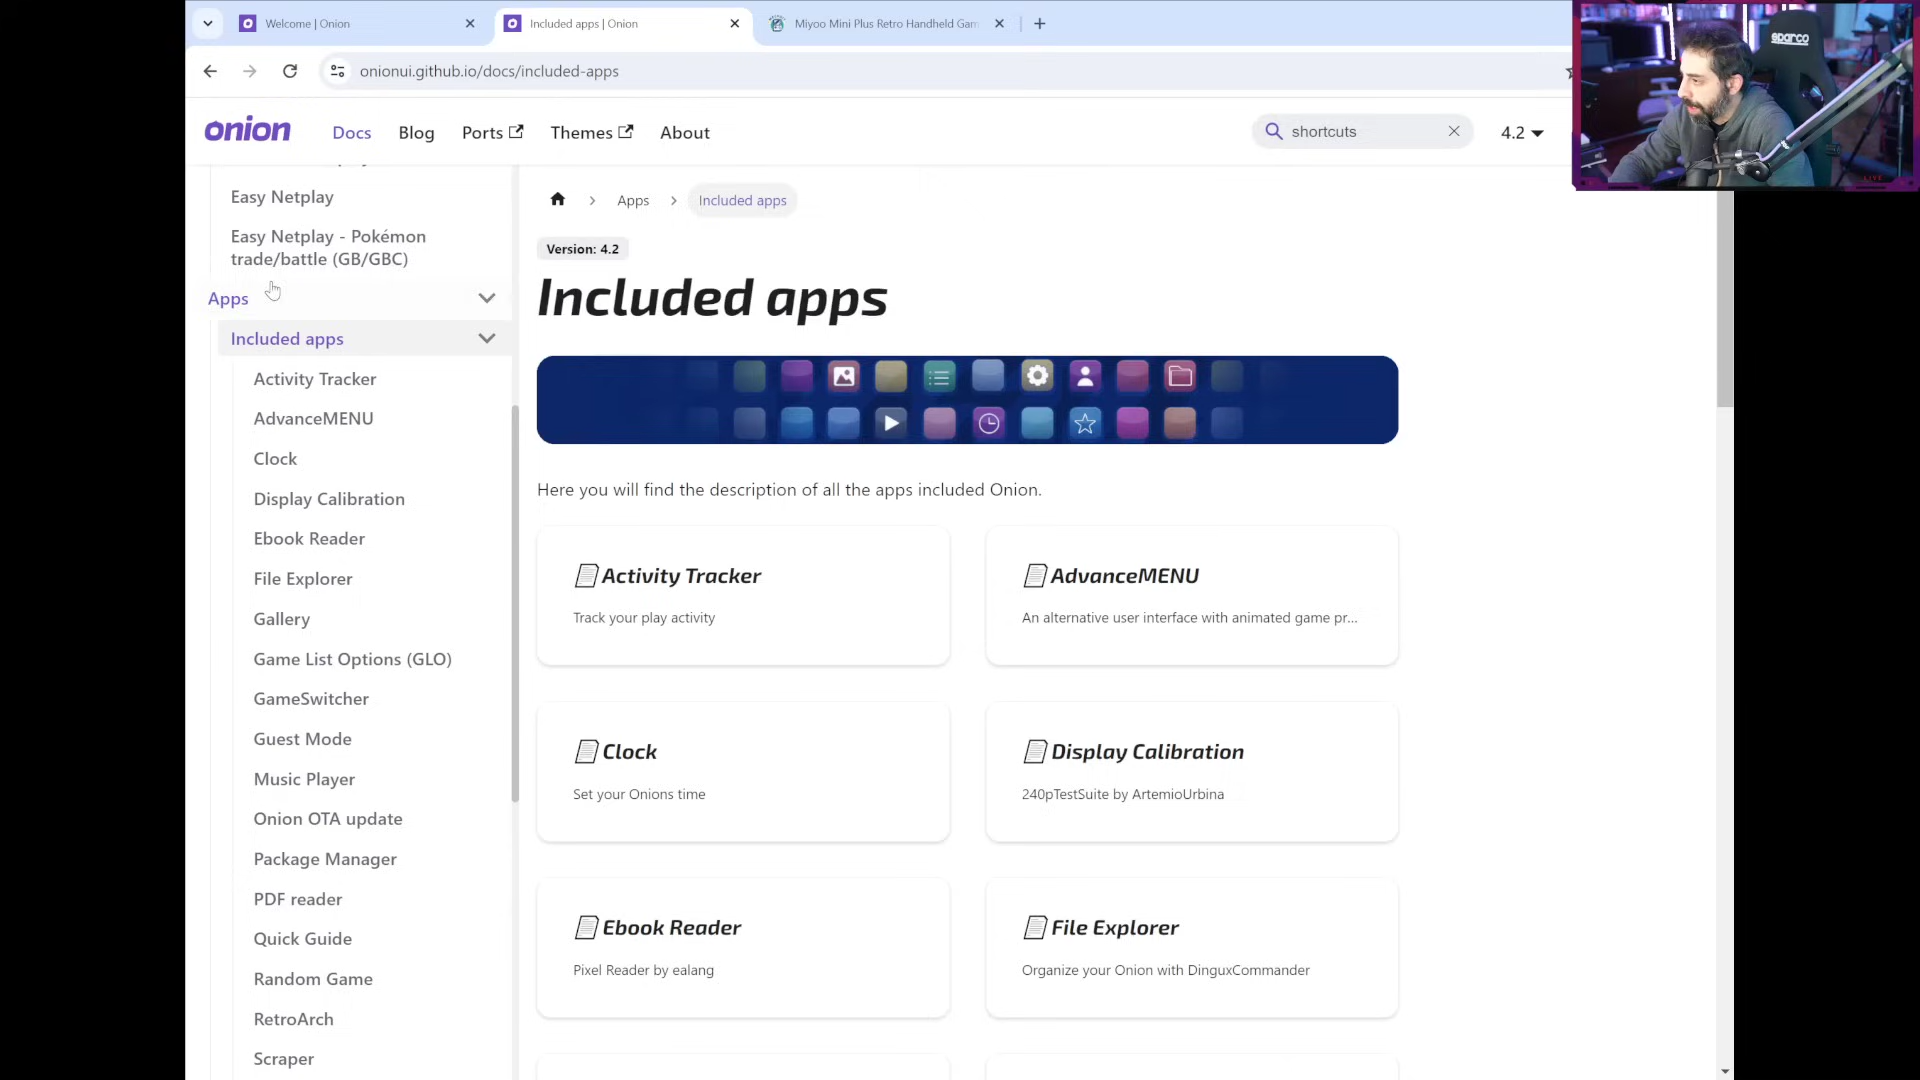 Welcome | Onion
Included apps | Onion
Miyoo Mini Plus Retro Handheld Gam
onionui.github.io/docs/included-apps
sparco
onion
Docs
Blog
Ports
Themes
About
shortcuts
4.2
LIVE
Easy Netplay
Easy Netplay - Pokémon
trade/battle (GB/GBC)
Apps
Included apps
Activity Tracker
AdvanceMENU
Clock
Display Calibration
Ebook Reader
File Explorer
Gallery
Game List Options (GLO)
GameSwitcher
Guest Mode
Music Player
Onion OTA update
Package Manager
PDF reader
Quick Guide
Random Game
RetroArch
Scraper
Apps
Included apps
Version: 4.2
Included apps
Here you will find the description of all the apps included Onion.
Activity Tracker
Track your play activity
AdvanceMENU
An alternative user interface with animated game pr...
Clock
Set your Onions time
Display Calibration
240pTestSuite by ArtemioUrbina
Ebook Reader
Pixel Reader by ealang
File Explorer
Organize your Onion with DinguxCommander